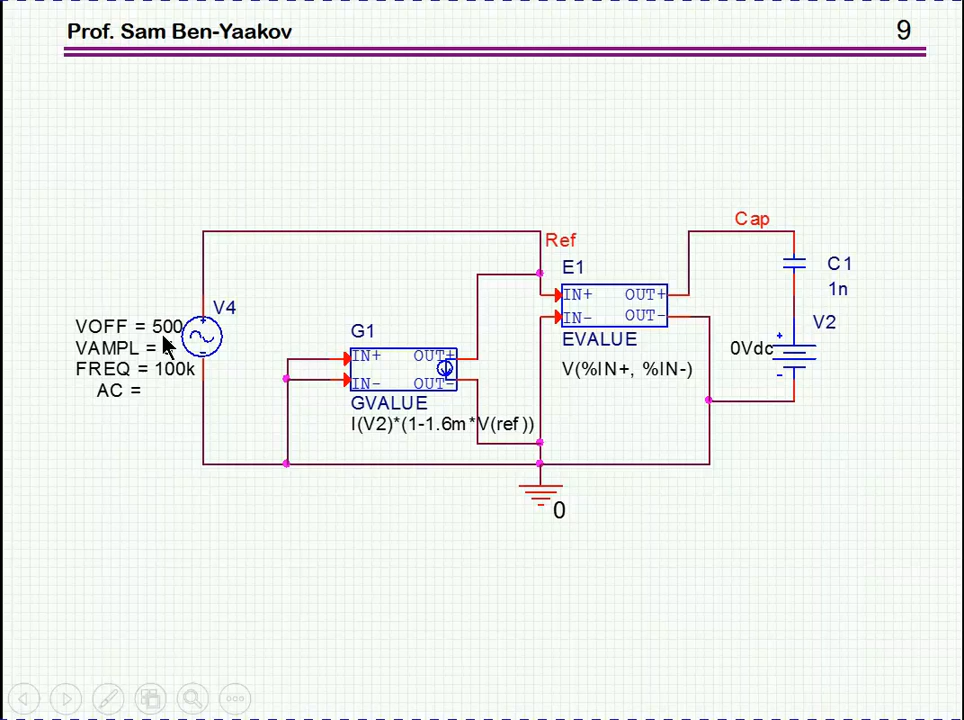 Prof. Sam Ben-Yaakov
9
Cap
Ref
E1
C1
1n
IN+ OUT+
IN- OUT-
V4
V2
VOFF = 500
G1
EVALUE
0Vdc
VAMPL =
IN+ OUT+
V(%IN+, %IN-)
FREQ = 100k
IN- OUT-
AC =
GVALUE
I(V2)*(1-1.6m*V(ref))
0